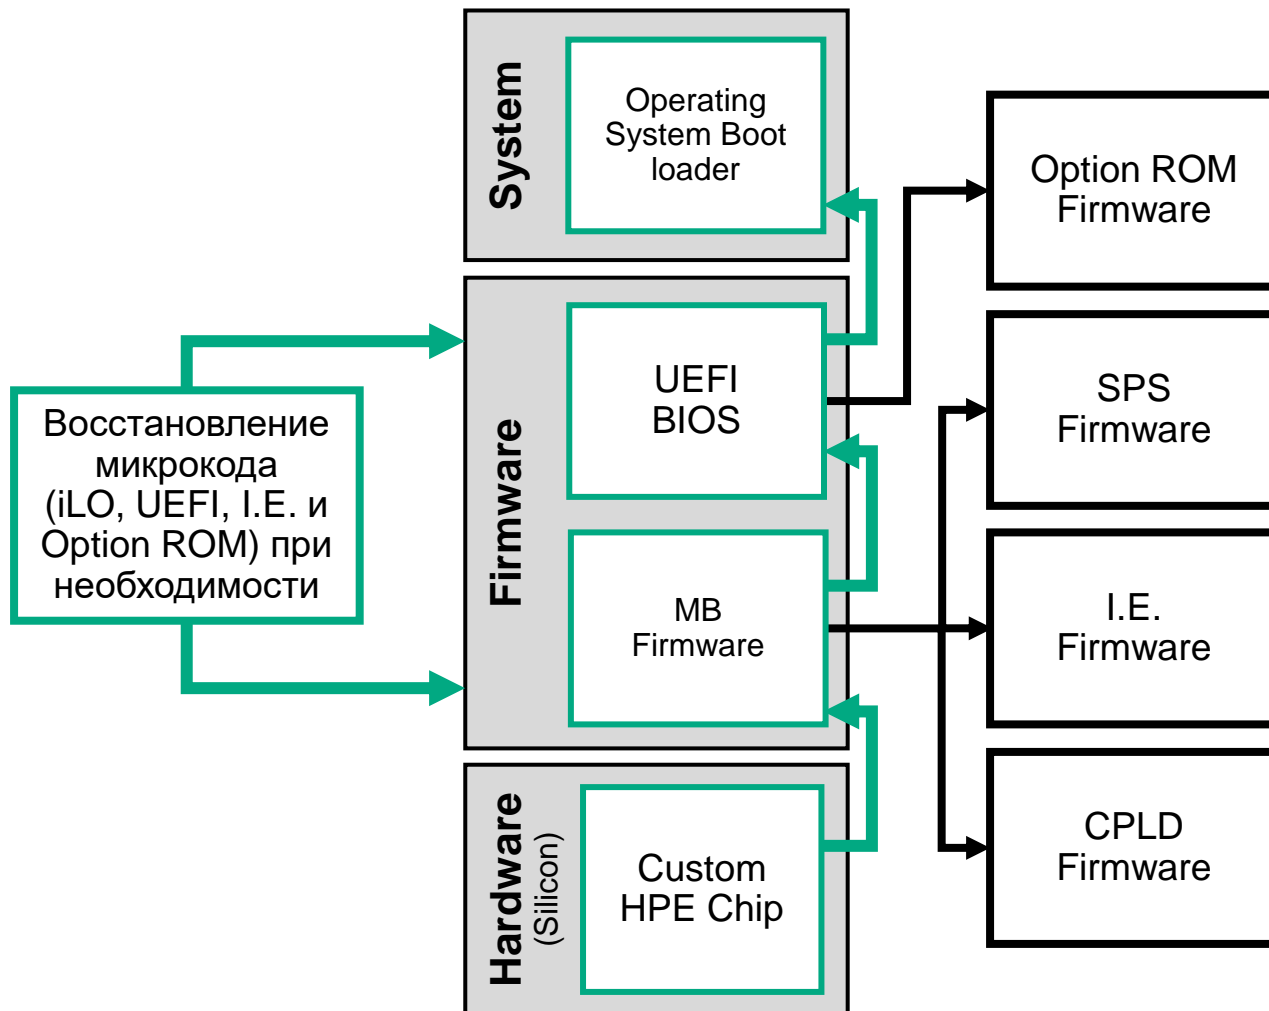 System
Operating
System Boot
loader
Option ROM
Firmware
Firmware
UEFI
BIOS
SPS
Firmware
Восстановление
микрокода
(iLO, UEFI, I.E. и
Option ROM) при
необходимости
MB
Firmware
I.E.
Firmware
Hardware
(Silicon)
Custom
HPE Chip
CPLD
Firmware